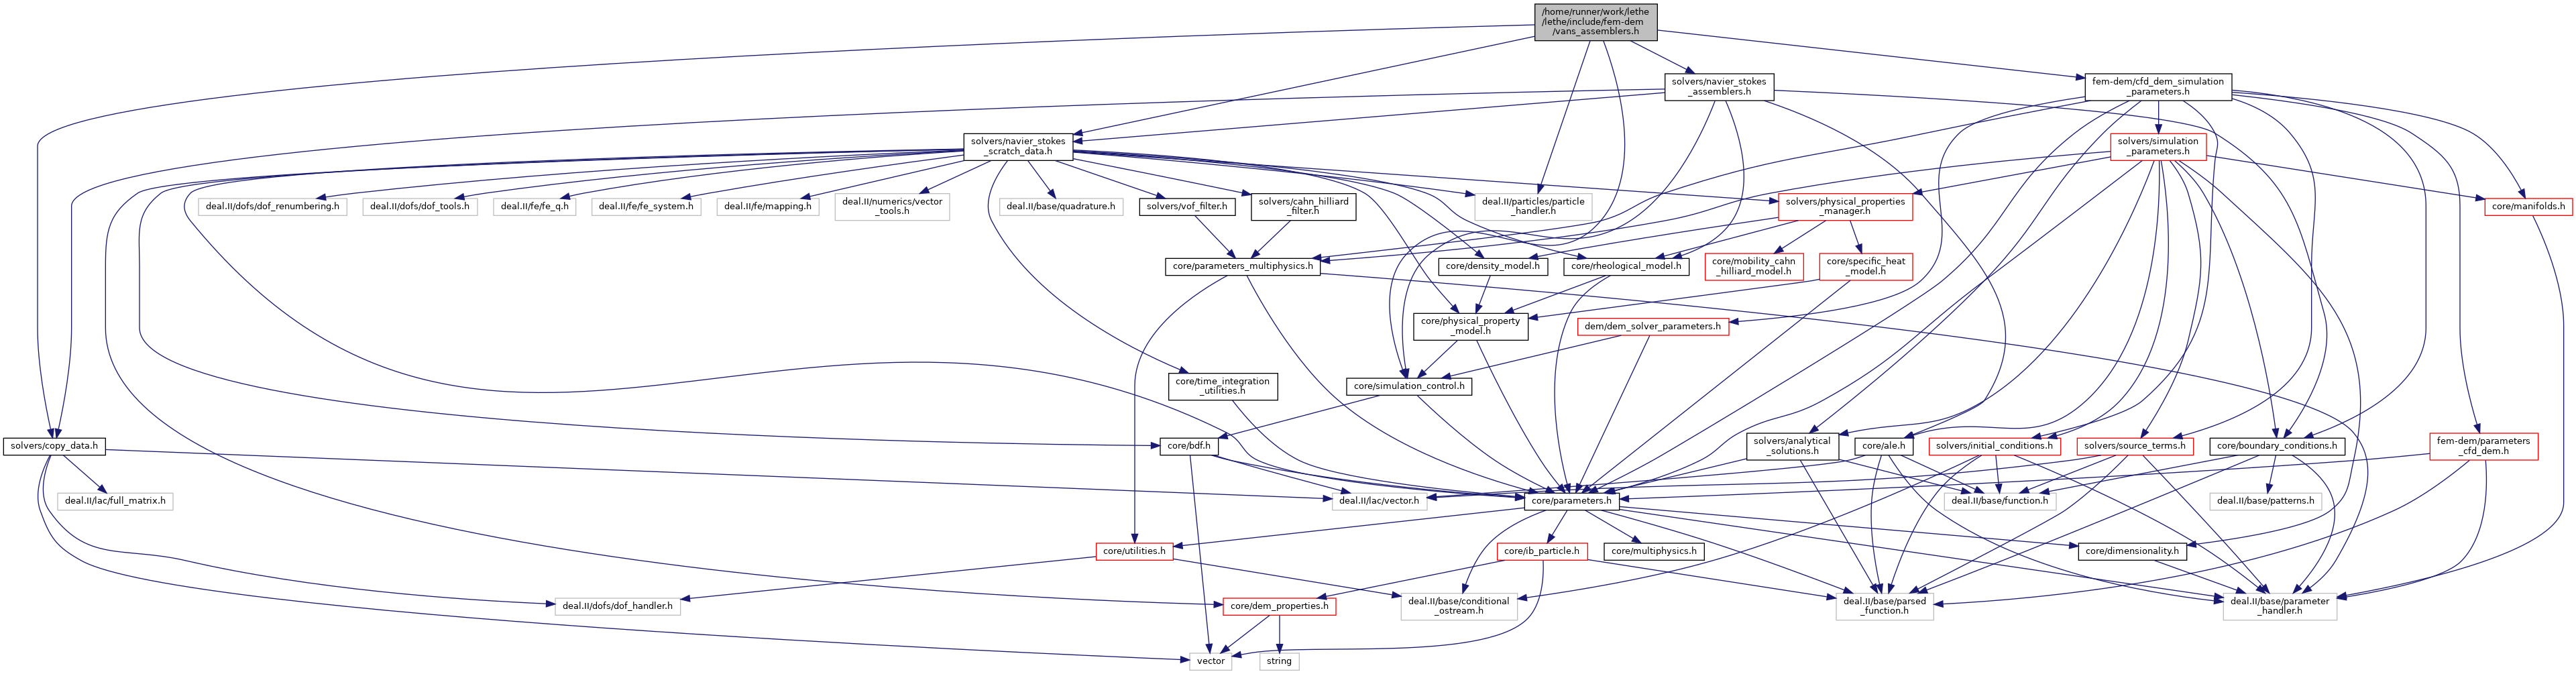 /home/runner/work/lethe
/lethe/include/fem-dem
/vans_assemblers.h
solvers/navier_stokes
_assemblers.h
fem-dem/cfd_dem_simulation
_parameters.h
solvers/navier_stokes
_scratch_data.h
solvers/simulation
_parameters.h
deal.II/dofs/dof_renumbering.h
deal.II/dofs/dof_tools.h
deal.II/fe/fe_q.h
deal.II/fe/fe_system.h
deal.II/fe/mapping.h
deal.II/numerics/vector
_tools.h
deal.II/base/quadrature.h
solvers/vof_filter.h
solvers/cahn_hilliard
_filter.h
deal.II/particles/particle
_handler.h
solvers/physical_properties
_manager.h
core/manifolds.h
core/parameters_multiphysics.h
core/density_model.h
core/rheological_model.h
core/mobility_cahn
_hilliard_model.h
core/specific_heat
_model.h
core/physical_property
_model.h
dem/dem_solver_parameters.h
core/time_integration
_utilities.h
core/simulation_control.h
solvers/copy_data.h
core/bdf.h
solvers/analytical
_solutions.h
core/ale.h
solvers/initial_conditions.h
solvers/source_terms.h
core/boundary_conditions.h
fem-dem/parameters
_cfd_dem.h
deal.II/lac/full_matrix.h
deal.II/lac/vector.h
core/parameters.h
deal.II/base/function.h
deal.II/base/patterns.h
core/utilities.h
core/ib_particle.h
core/multiphysics.h
core/dimensionality.h
deal.II/dofs/dof_handler.h
core/dem_properties.h
deal.II/base/conditional
_ostream.h
deal.II/base/parsed
_function.h
deal.II/base/parameter
_handler.h
vector
string